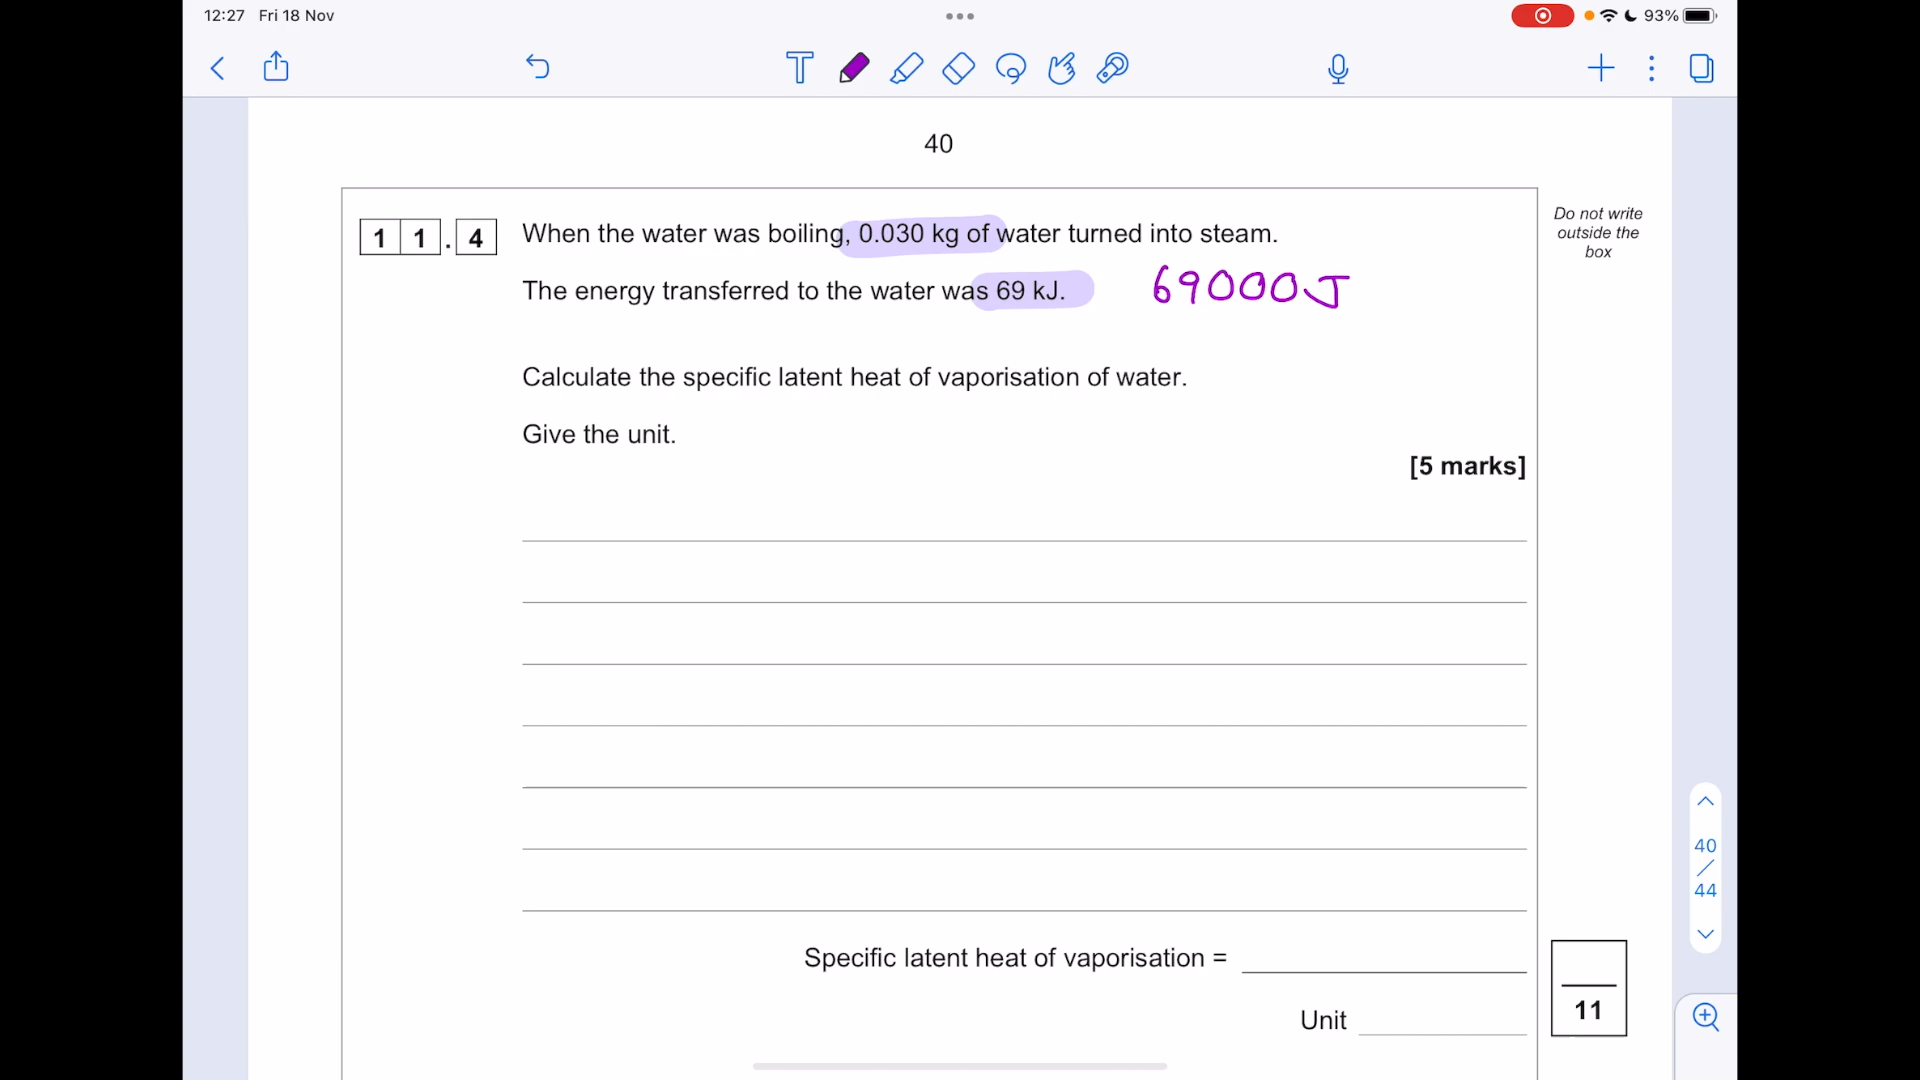 12:27 Fri 18 Nov
93%
T
40
1 1 . 4 When the water was boiling, 0.030 kg of water turned into steam.
Do not write
outside the
box
The energy transferred to the water was 69 kJ. 69000J
Calculate the specific latent heat of vaporisation of water.
Give the unit.
[5 marks]
40
/
44
Specific latent heat of vaporisation =
Unit
11